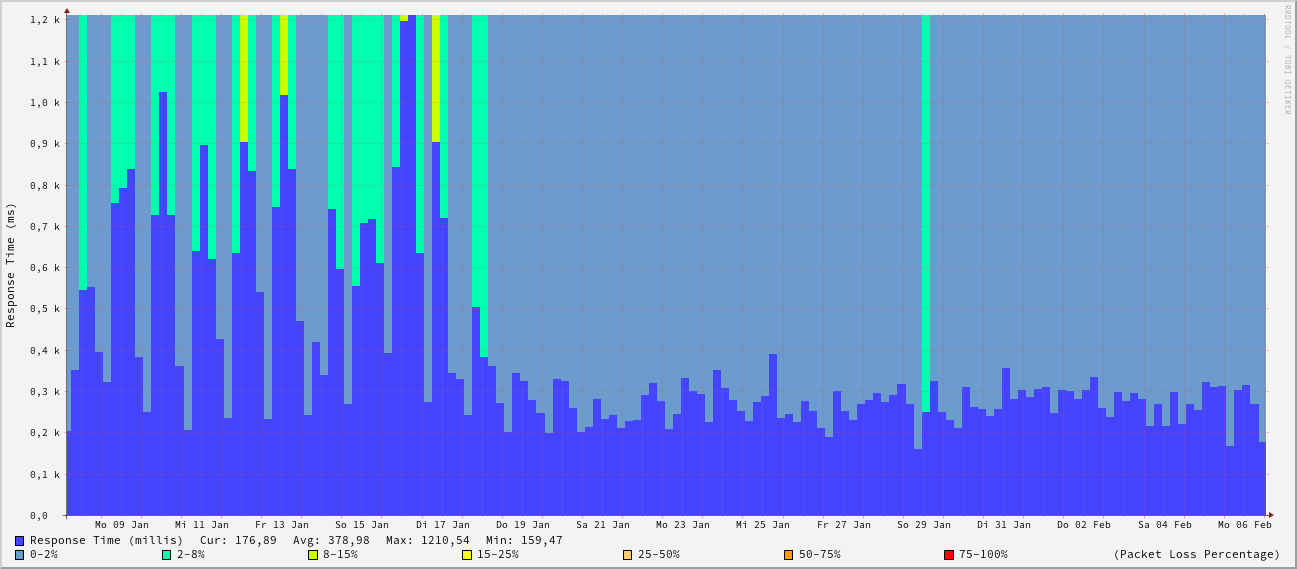 RRDTOOL / TOBI OETIKER
Response Time (ms)
1,2 k
1,1 k
1,0 k
0,9 k
0,8 k
0,7 k
0,6 k
0,5 k
0,4 k
0,3 k
0,2 k
0,1 k
0,0
Mo 09 Jan Mi 11 Jan Fr 13 Jan So 15 Jan Di 17 Jan Do 19 Jan Sa 21 Jan Mo 23 Jan Mi 25 Jan Fr 27 Jan So 29 Jan Di 31 Jan Do 02 Feb Sa 04 Feb Mo 06 Feb
Response Time (millis) Cur: 176,89 Avg: 378,98 Max: 1210,54 Min: 159,47
0-2% 2-8% 8-15% 15-25% 25-50% 50-75% 75-100% (Packet Loss Percentage)